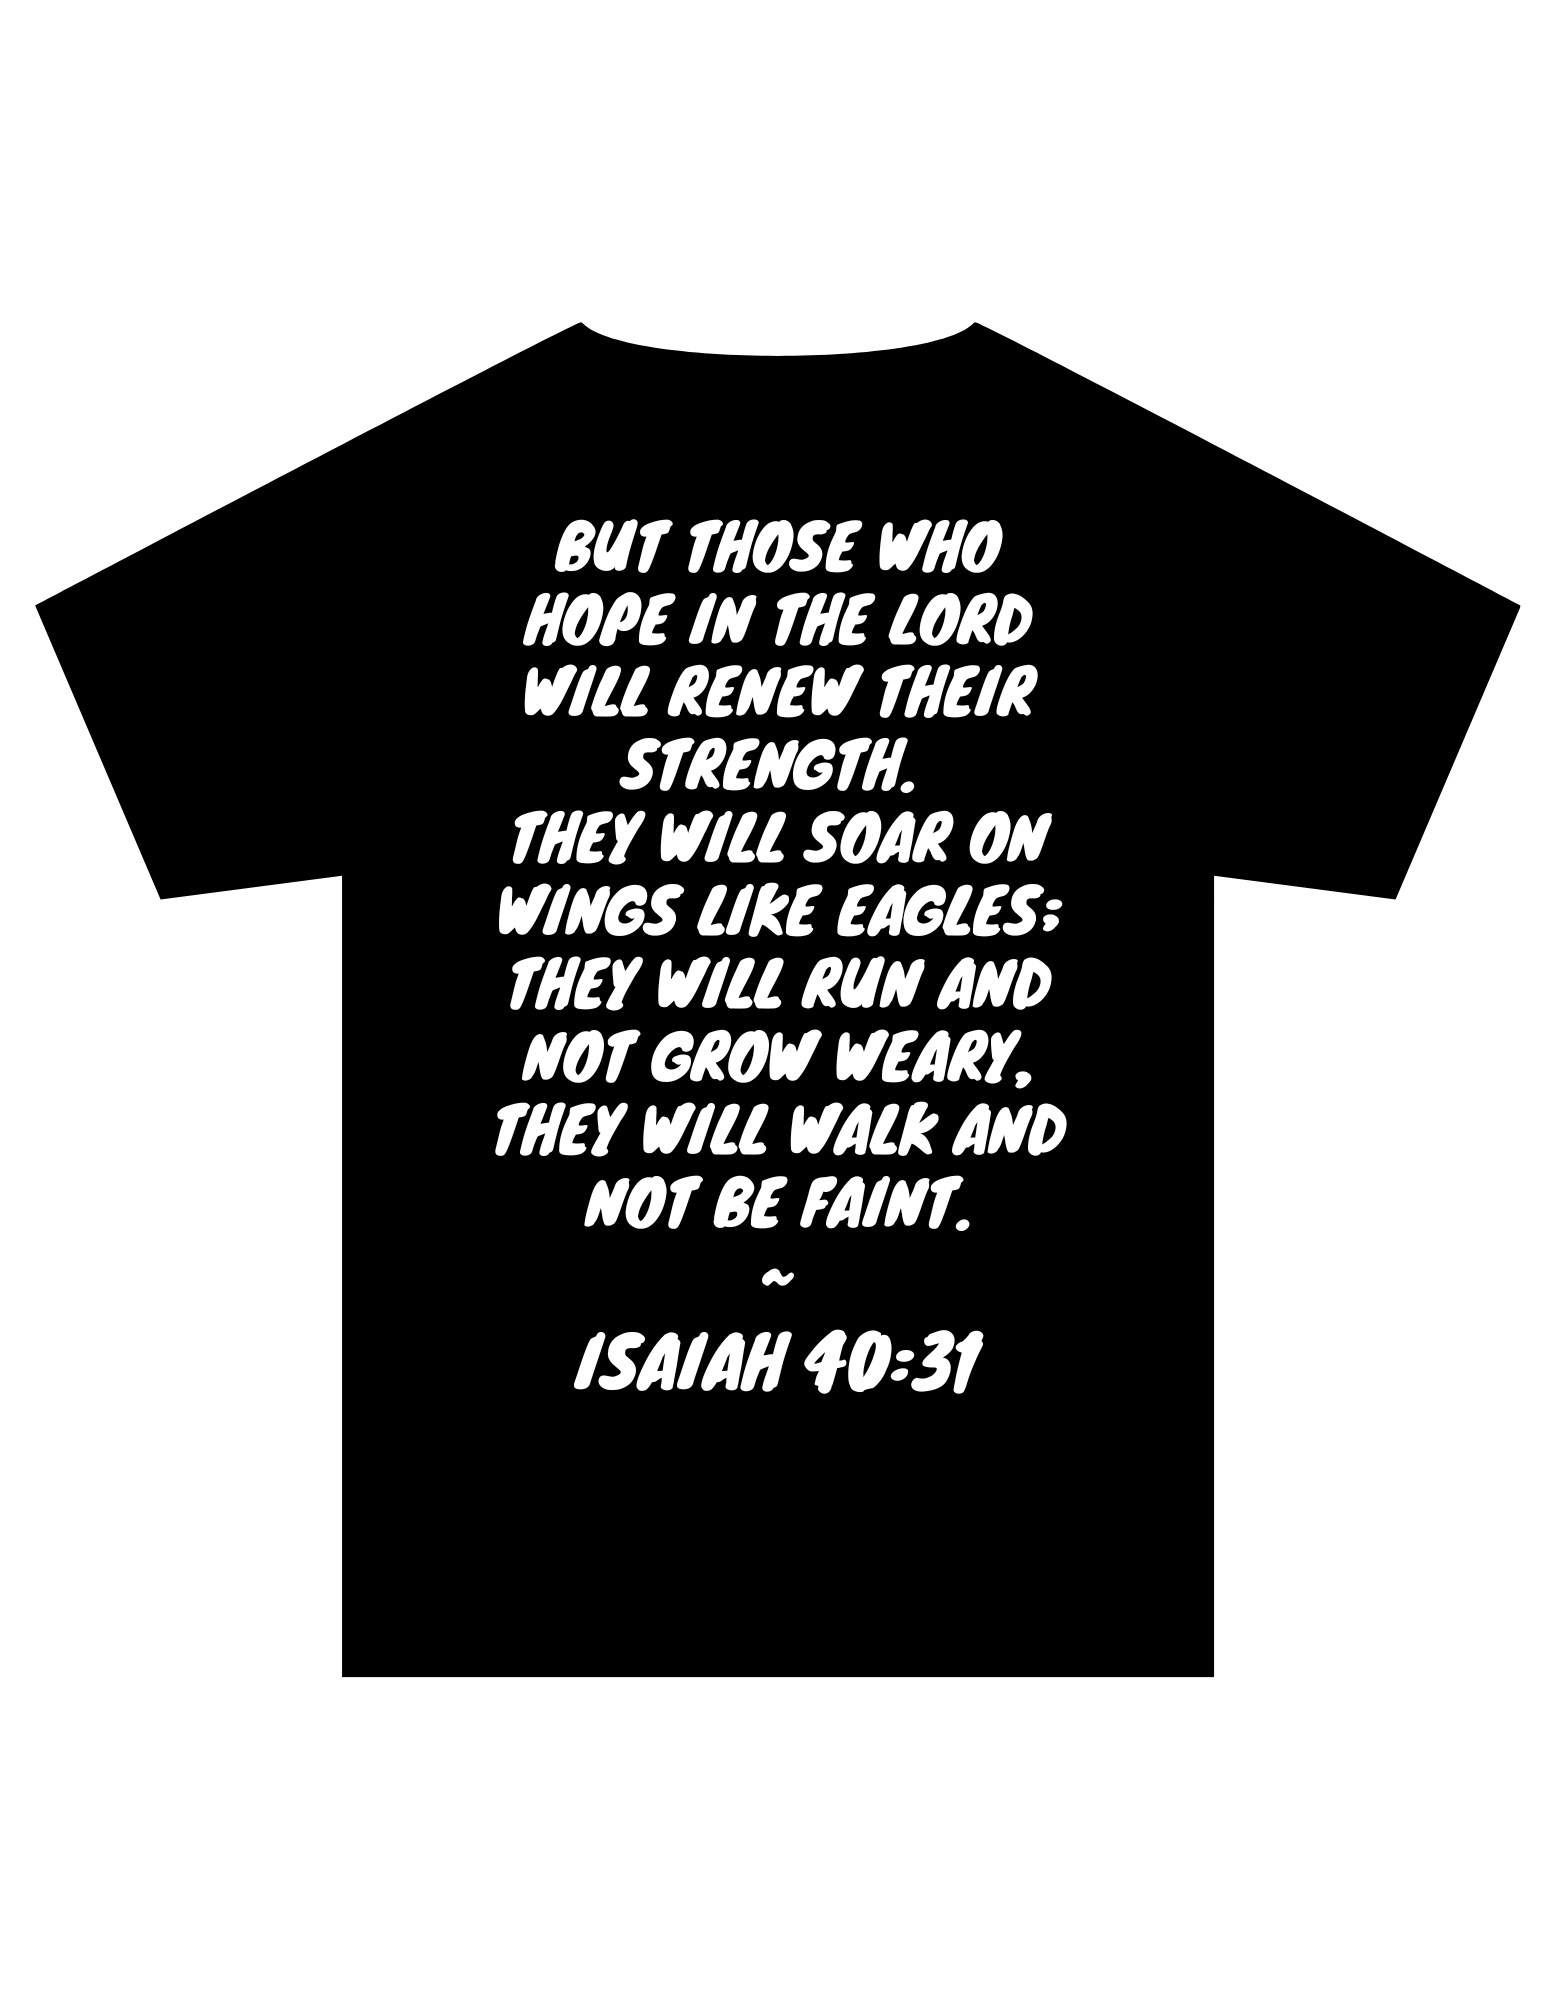 BUT THOSE WHO
HOPE IN THE LORD
WILL RENEW THEIR
STRENGTH.
THEY WILL SOAR ON
WINGS LIKE EAGLES;
THEY WILL RUN AND
NOT GROW WEARY,
THEY WILL WALK AND
NOT BE FAINT.
~
ISAIAH 40:31